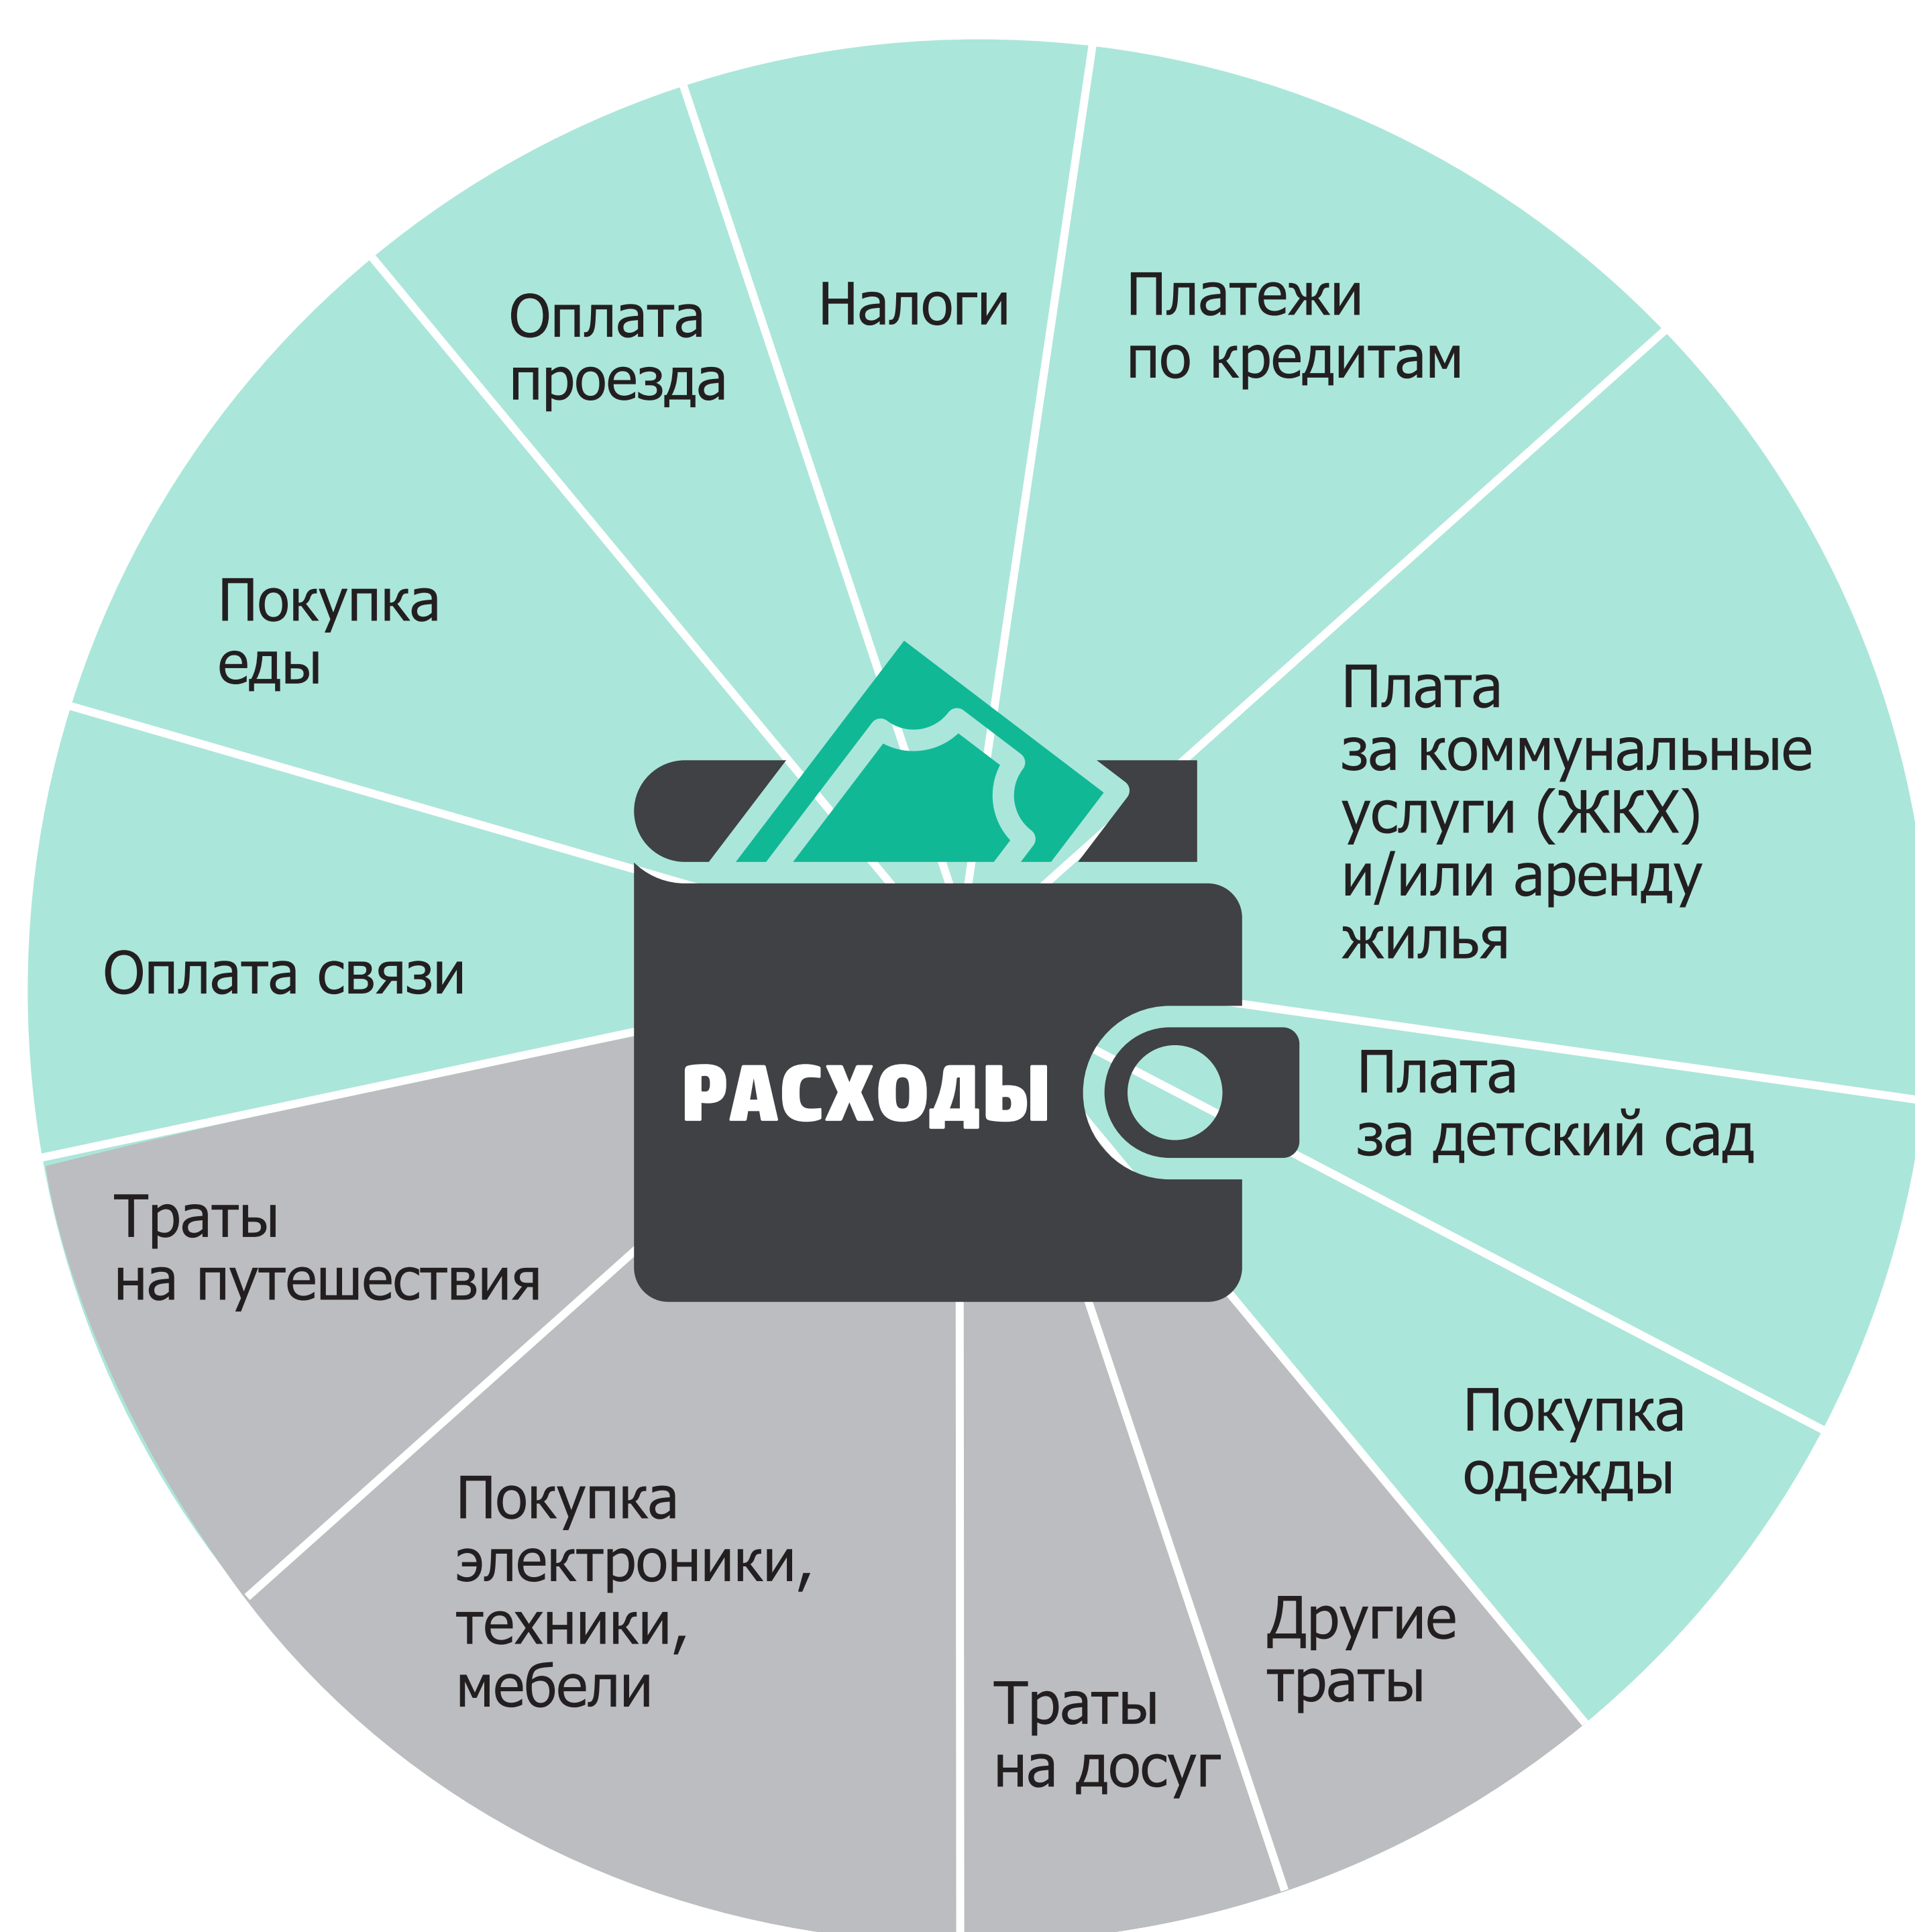 Оплата
проезда
Налоги
Платежи
по кредитам
Покупка
еды
Плата
за коммунальные
услуги (ЖКХ)
и/или аренду
жилья
Оплата связи
РАСХОДЫ
Плата
за детский сад
Траты
на путешествия
Покупка
одежды
Покупка
электроники,
техники,
мебели
Другие
траты
Траты
на досуг